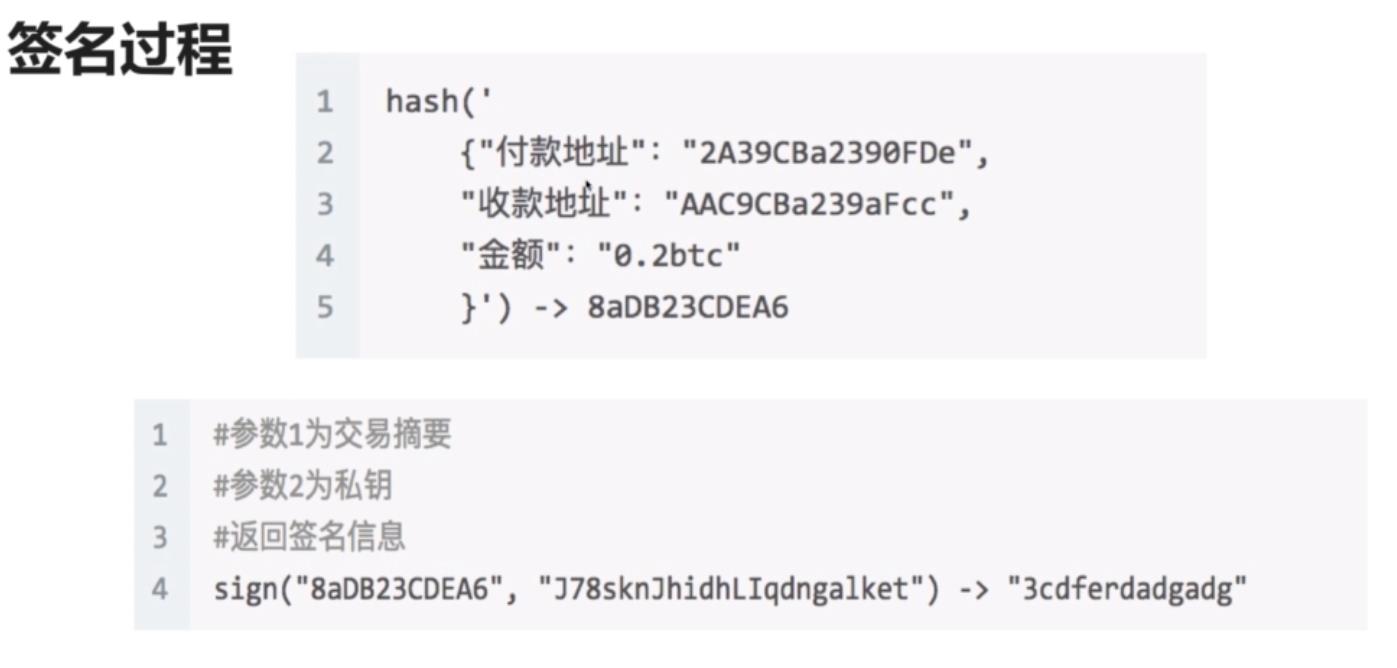 签名过程
1 hash('
2 {"付款地址": "2A39CBa2390FDe",
3 "收款地址": "AAC9CBa239aFcc",
4 "金额": "0.2btc"
5 }') -> 8aDB23CDEA6
1 #参数1为交易摘要
2 #参数2为私钥
3 #返回签名信息
4 sign("8aDB23CDEA6", "J78sknJhidhLIqdngalket") -> "3cdferdadgadg"